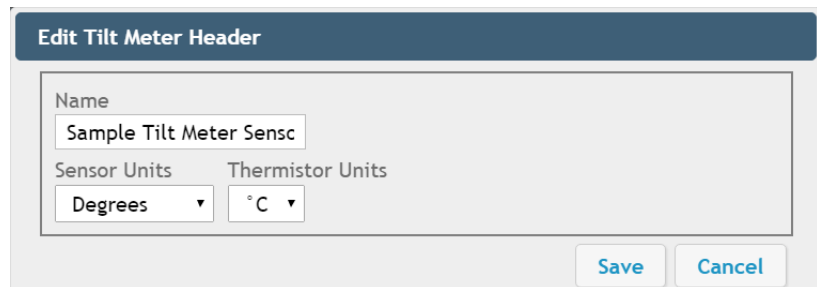 Edit Tilt Meter Header
Name
Sample Tilt Meter Sensc
Sensor Units Thermistor Units
Degrees °C
Save Cancel